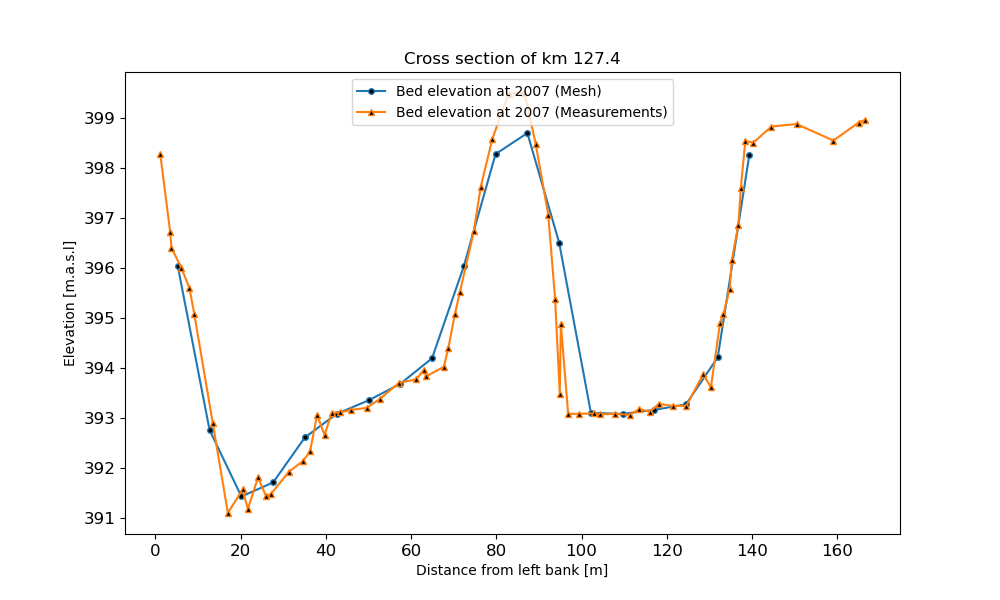 Cross section of km 127.4
Bed elevation at 2007 (Mesh)
Bed elevation at 2007 (Measurements)
Elevation [m.a.s.l]
399
398
397
396
395
394
393
392
391
0 20 40 60 80 100 120 140 160
Distance from left bank [m]